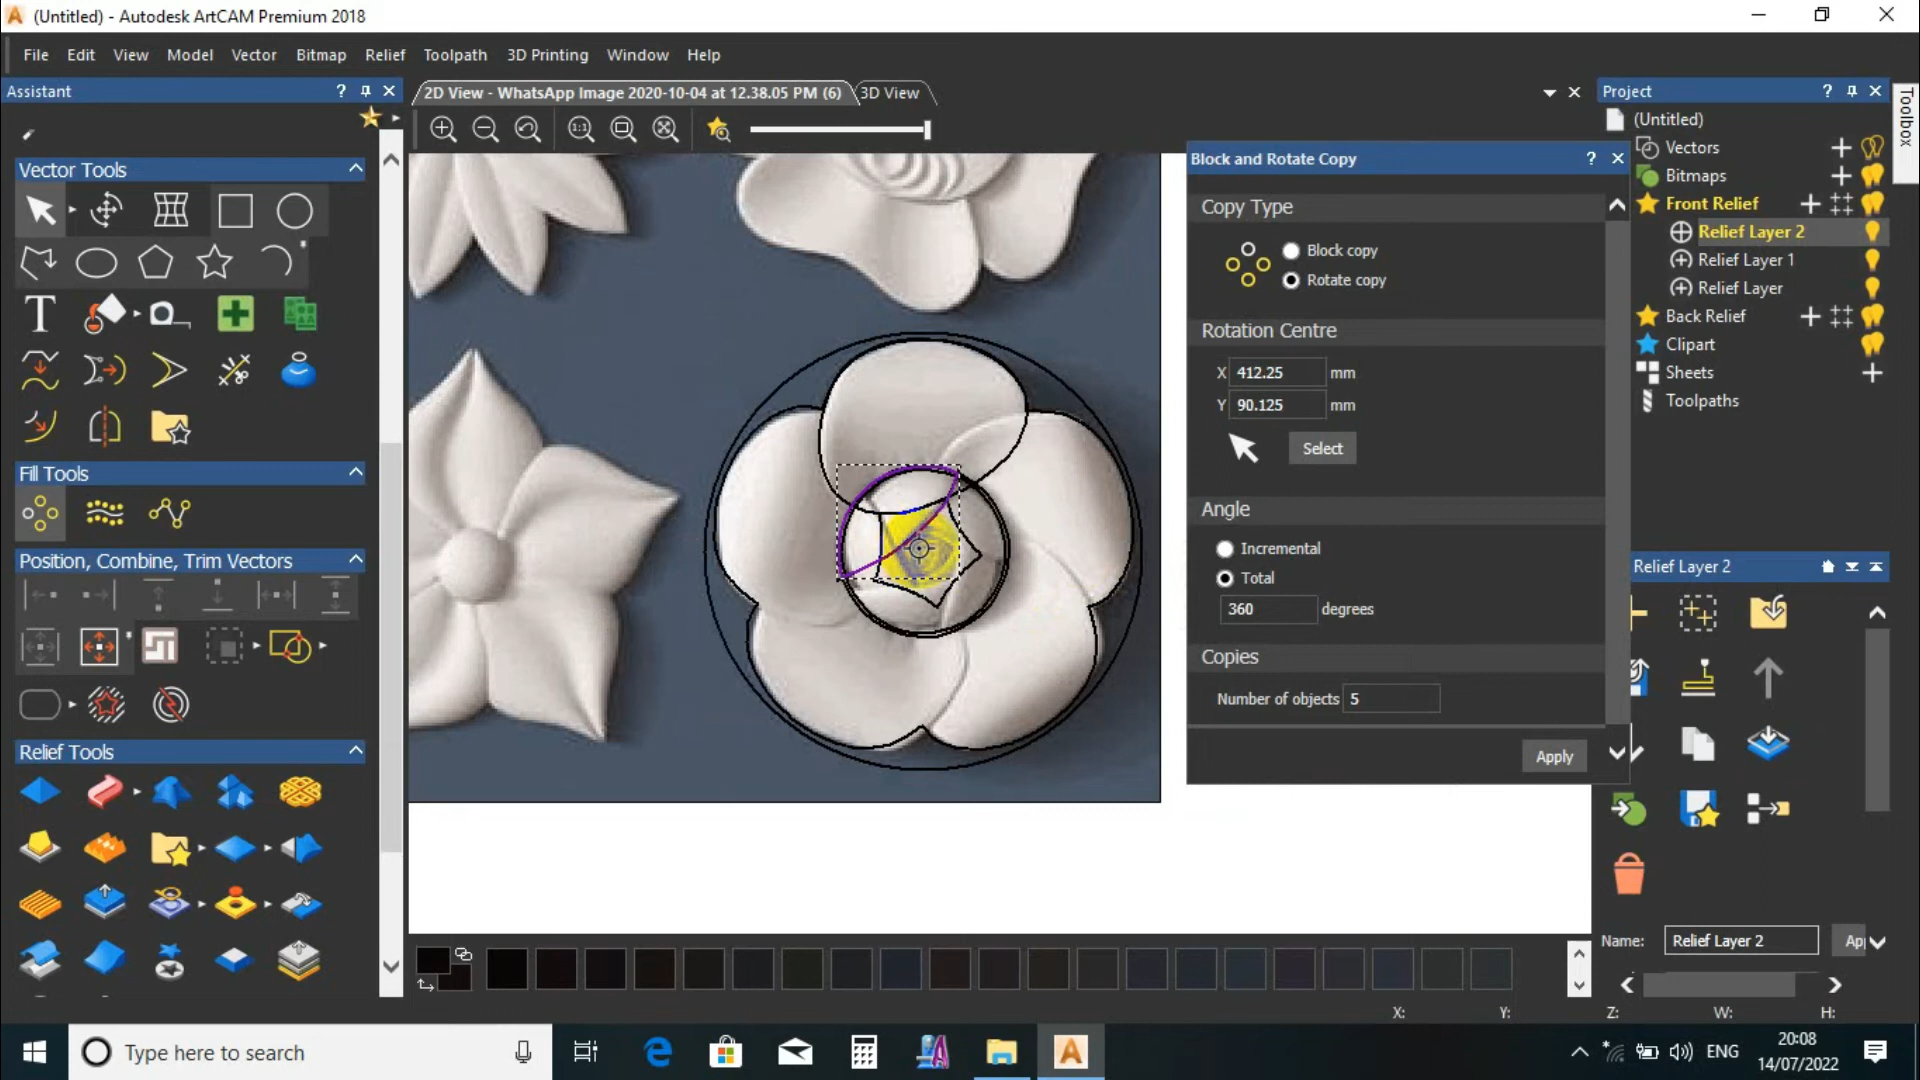 (Untitled) - Autodesk ArtCAM Premium 2018
File Edit View Model Vector Bitmap Relief Toolpath 3D Printing Window Help
Assistant
?
2D View - WhatsApp Image 2020-10-04 at 12.38.05 PM (6)
3D View
Project
?
Toolbox
1:1
(Untitled)
Vectors
Bitmaps
Front Relief
Relief Layer 2
Relief Layer 1
Relief Layer
Back Relief
Clipart
Sheets
Toolpaths
Vector Tools
T
Fill Tools
Position, Combine, Trim Vectors
Relief Tools
Block and Rotate Copy
?
Copy Type
Block copy
Rotate copy
Rotation Centre
X 412.25 mm
Y 90.125 mm
Select
Angle
Incremental
Total
360 degrees
Copies
Number of objects 5
Apply
Relief Layer 2
Name: Relief Layer 2
Ap
X: Y: Z: W: H:
Type here to search
ENG
20:08
14/07/2022